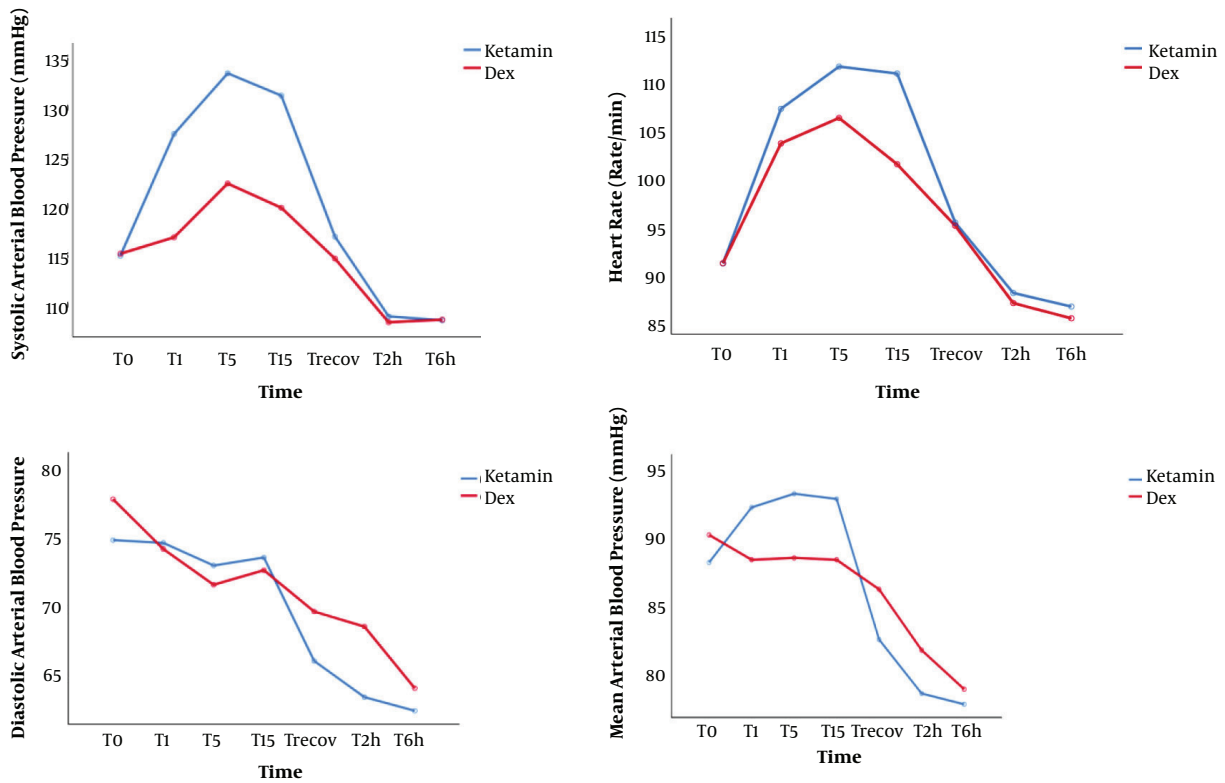 Systolic Arterial Blood Preesure (mmHg)
135
130
125
120
115
110
Ketamin
Dex
T0 T1 T5 T15 Trecov T2h T6h
Time
Heart Rate (Rate/min)
115
110
105
100
95
90
85
Ketamin
Dex
T0 T1 T5 T15 Trecov T2h T6h
Time
Diastolic Arterial Blood Pressure
80
75
70
65
Ketamin
Dex
T0 T1 T5 T15 Trecov T2h T6h
Time
Mean Arterial Blood Pressure (mmHg)
95
90
85
80
Ketamin
Dex
T0 T1 T5 T15 Trecov T2h T6h
Time